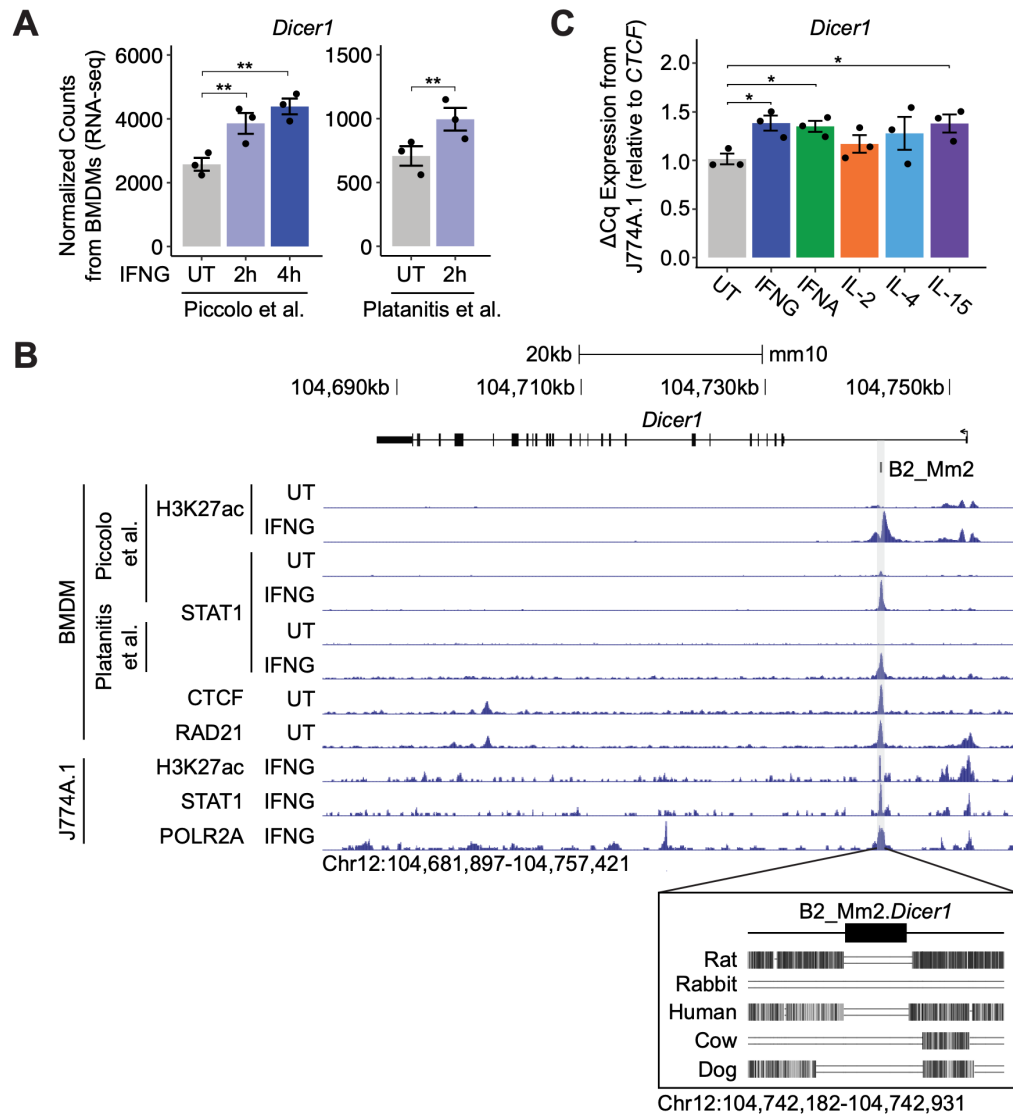 A
Dicer1
Normalized Counts
from BMDMs (RNA-seq)
6000
4000
2000
0
**
**
IFNG
UT 2h 4h
Piccolo et al.
1500
1000
500
0
**
UT 2h
Platanitis et al.
C
Dicer1
ΔCq Expression from
J774A.1 (relative to CTCF)
2.0
1.5
1.0
0.5
0.0
*
*
*
UT
IFNG
IFNA
IL-2
IL-4
IL-15
B
20kb mm10
104,690kb 104,710kb 104,730kb 104,750kb
Dicer1
B2_Mm2
BMDM
Piccolo
et al.
Platanitis
et al.
H3K27ac
UT
IFNG
STAT1
UT
IFNG
UT
IFNG
CTCF UT
RAD21 UT
J774A.1
H3K27ac IFNG
STAT1 IFNG
POLR2A IFNG
Chr12:104,681,897-104,757,421
B2_Mm2.Dicer1
Rat
Rabbit
Human
Cow
Dog
Chr12:104,742,182-104,742,931